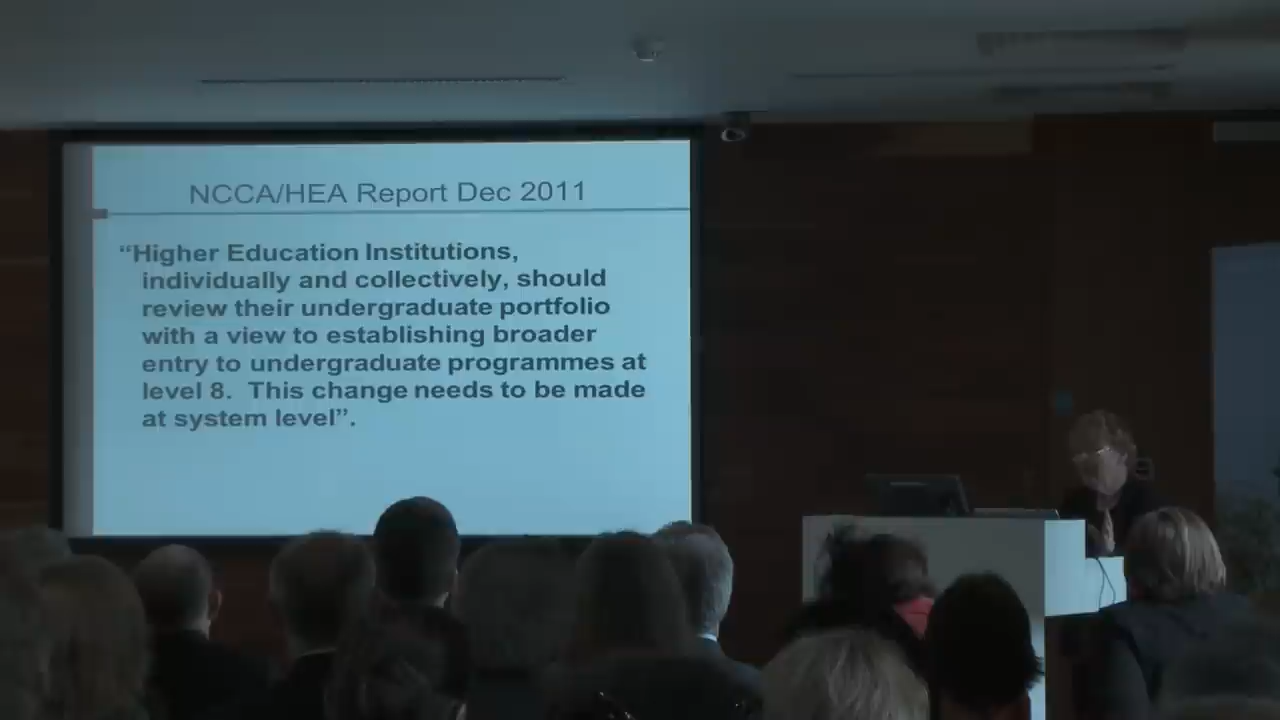 NCCA/HEA Report Dec 2011
“Higher Education Institutions,
individually and collectively, should
review their undergraduate portfolio
with a view to establishing broader
entry to undergraduate programmes at
level 8.  This change needs to be made
at system level”.